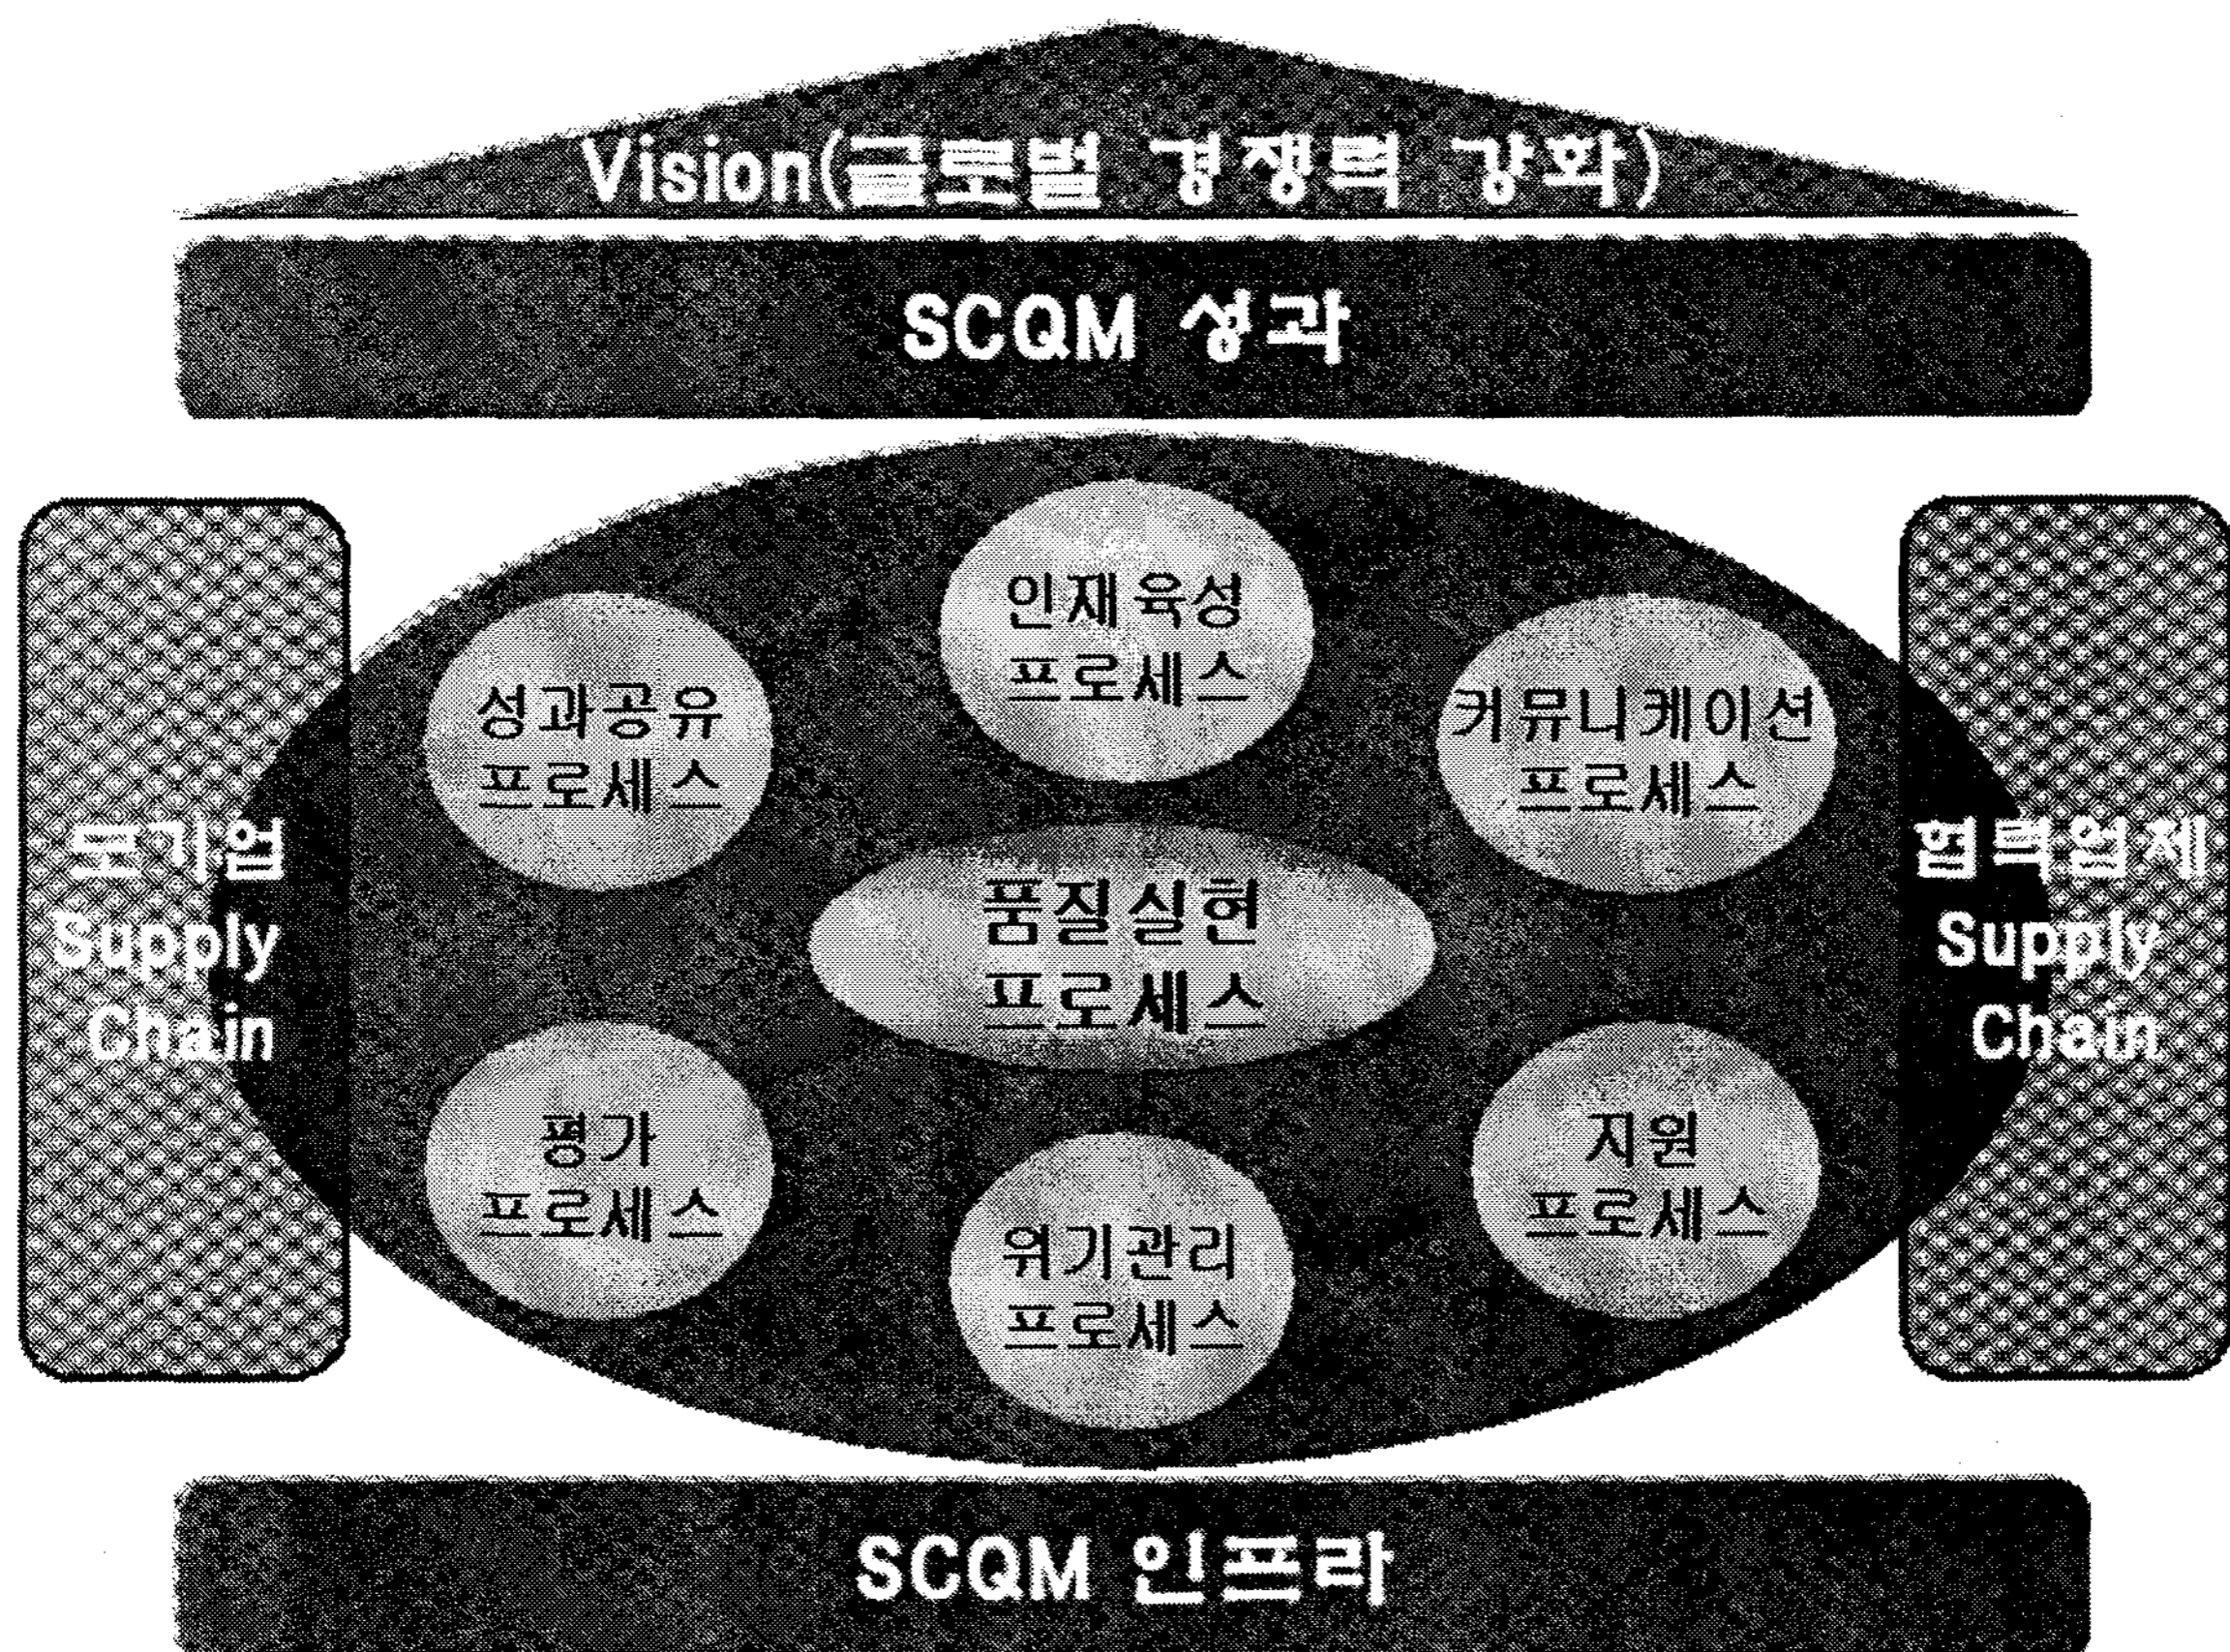 Vision(글로벌 경쟁력 강화)
SCQM 성과
인재육성
프로세스
성과공유
프로세스
커뮤니케이션
프로세스
모기업
Supply
Chain
품질실현
프로세스
협력업체
Supply
Chain
평가
프로세스
위기관리
프로세스
지원
프로세스
SCQM 인프라